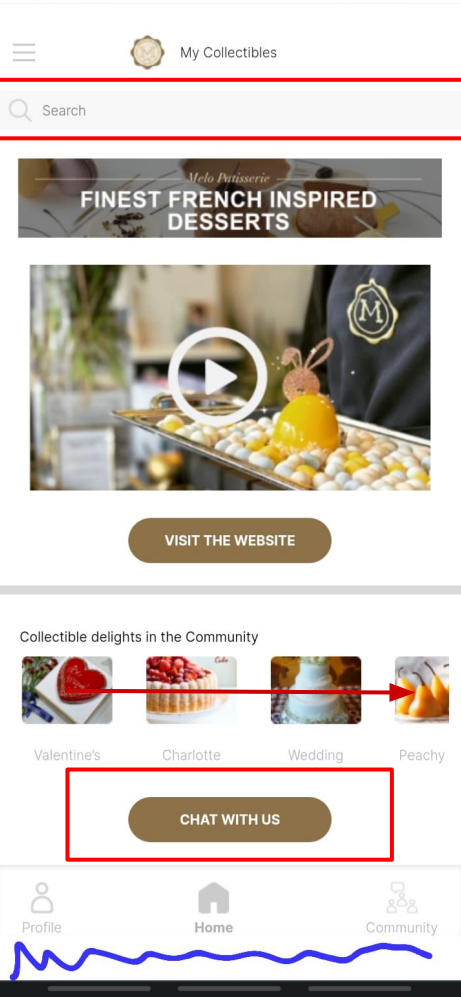 My Collectibles
Search
Melo Patisserie
FINEST FRENCH INSPIRED
DESSERTS
M
VISIT THE WEBSITE
Collectible delights in the Community
Cake
Valentine's
Charlotte
Wedding
Peachy
CHAT WITH US
Profile
Home
Community